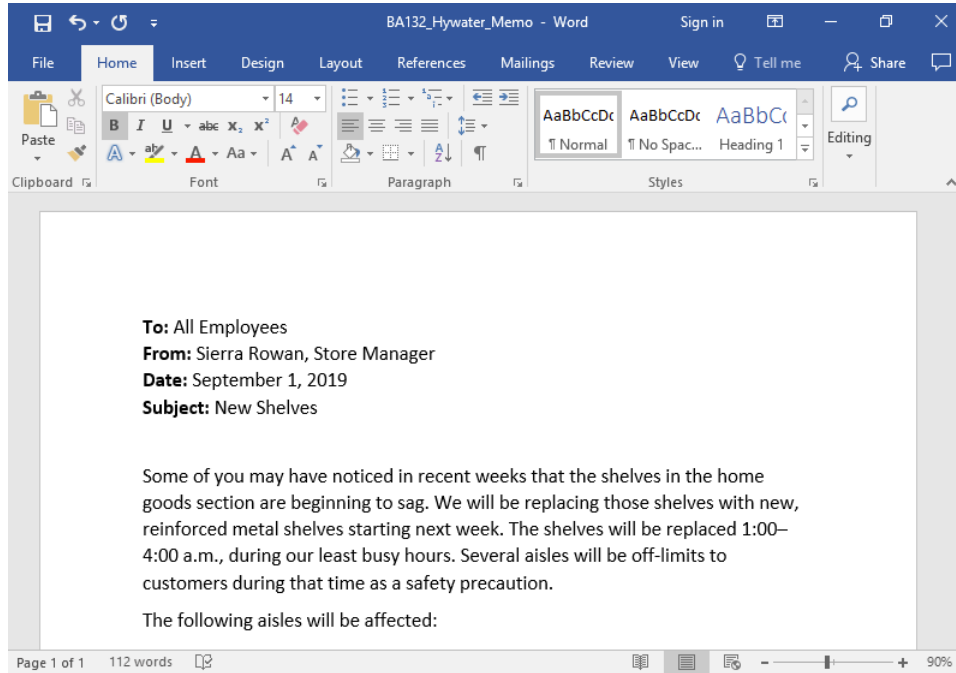 BA132_Hywater_Memo - Word Sign in
File Home Insert Design Layout References Mailings Review View Tell me Share
Calibri (Body) 14
Paste B I U abc X₂ X² AaBbCcDc AaBbCcDc AaBbC( Editing
A aby A Aa A A A Z ¶ ¶ Normal ¶ No Spac... Heading 1
Clipboard Font Paragraph Styles
To: All Employees
From: Sierra Rowan, Store Manager
Date: September 1, 2019
Subject: New Shelves
Some of you may have noticed in recent weeks that the shelves in the home
goods section are beginning to sag. We will be replacing those shelves with new,
reinforced metal shelves starting next week. The shelves will be replaced 1:00–
4:00 a.m., during our least busy hours. Several aisles will be off-limits to
customers during that time as a safety precaution.
The following aisles will be affected:
Page 1 of 1 112 words 90%